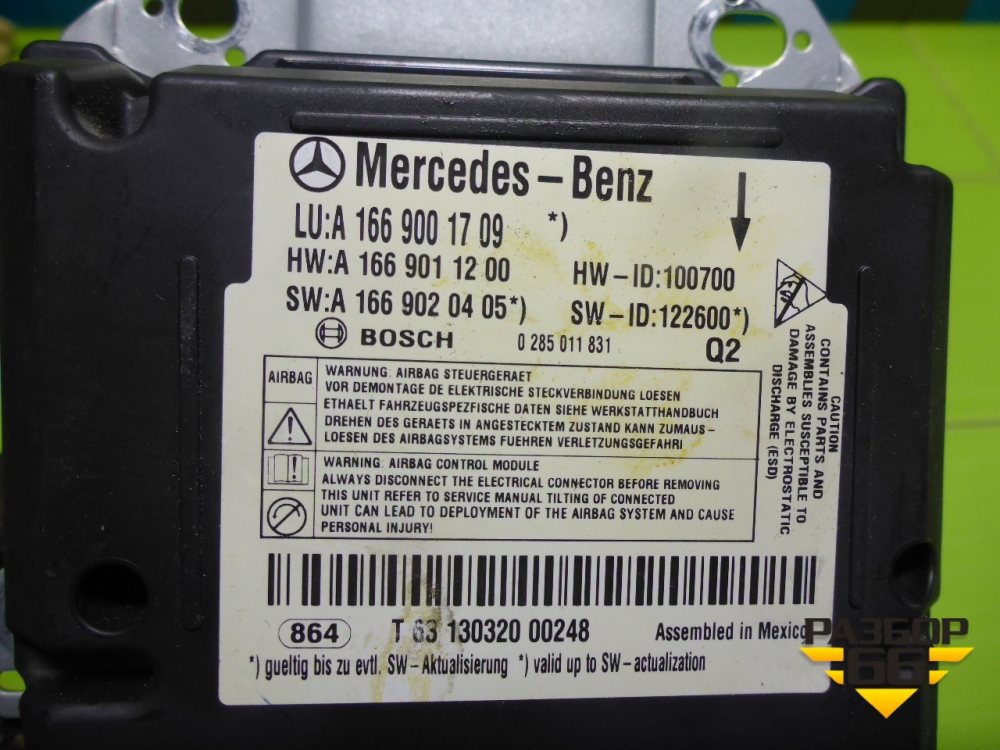 Mercedes-Benz
LU:A 166 900 17 09 *)
HW:A 166 901 12 00 HW-ID:100700
SW:A 166 902 04 05*) SW-ID:122600*)
BOSCH 0 285 011 831 Q2
AIRBAG
WARNUNG. AIRBAG STEUERGERAET
VOR DEMONTAGE DE ELEKTRISCHE STECKVERBINDUNG LOESEN
ETHAELT FAHRZEUGSPEZFISCHE DATEN SIEHE WERKSTATTHANDBUCH
DREHEN DES GERAETS IN ANGESTECKTEM ZUSTAND KANN ZUMAUS-
LOESEN DES AIRBAGSYSTEMS FUEHREN VERLETZUNGSGEFAHR!
WARNING: AIRBAG CONTROL MODULE
ALWAYS DISCONNECT THE ELECTRICAL CONNECTOR BEFORE REMOVING
THIS UNIT REFER TO SERVICE MANUAL TILTING OF CONNECTED
UNIT CAN LEAD TO DEPLOYMENT OF THE AIRBAG SYSTEM AND CAUSE
PERSONAL INJURY!
CAUTION
CONTAINS PARTS AND
ASSEMBLIES SUSCEPTIBLE TO
DAMAGE BY ELECTROSTATIC
DISCHARGE (ESD)
864 T 63 130320 00248 Assembled in Mexico
*) gueltig bis zu evtl. SW-Aktualisierung *) valid up to SW-actualization
РАЗБОР
66